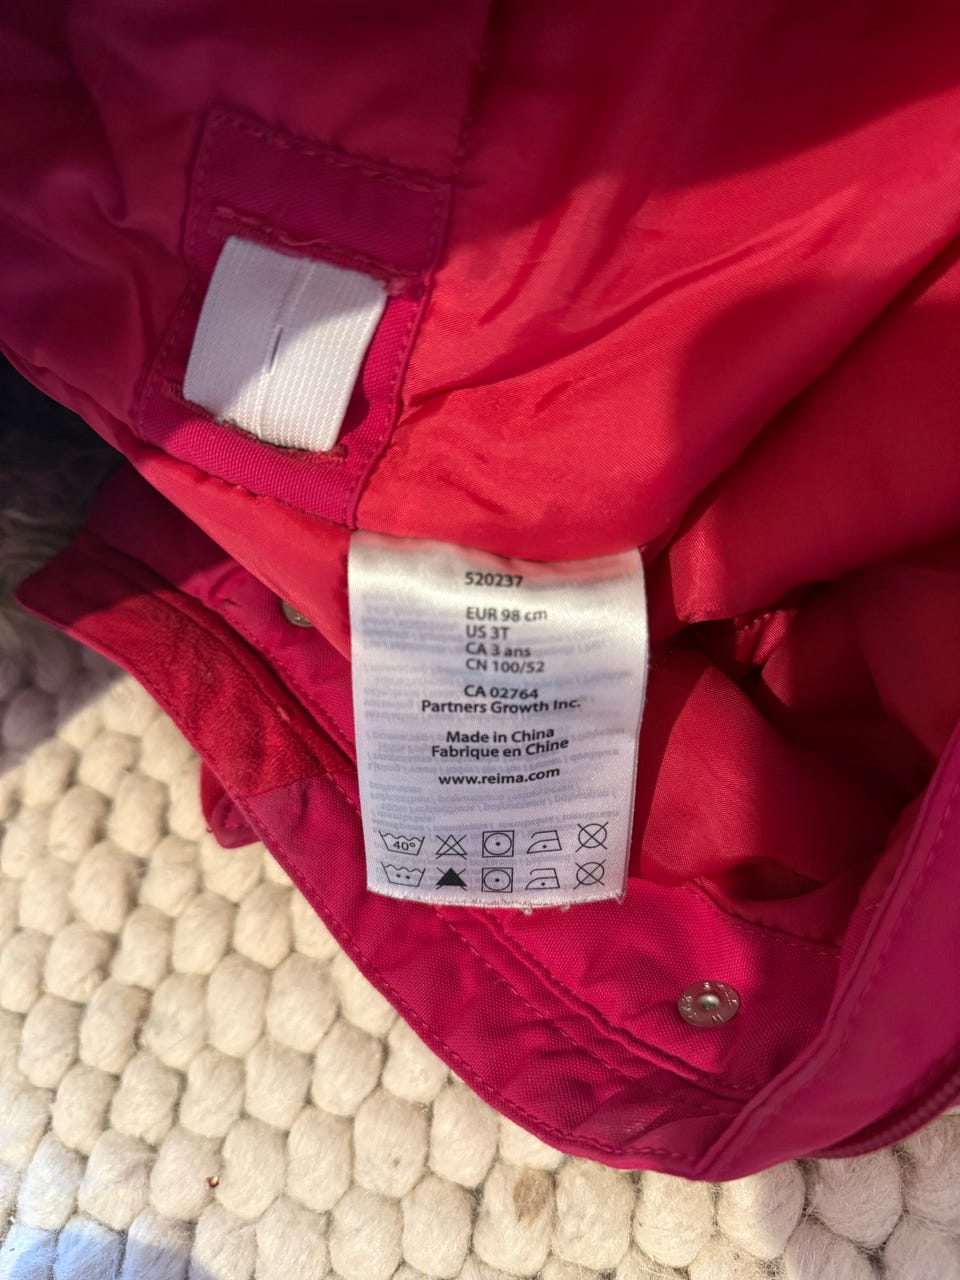 520237
EUR 98 cm
US 3T
CA 3 ans
CN 100/52
CA 02764
Partners Growth Inc.
Made in China
Fabrique en Chine
www.reima.com
40°